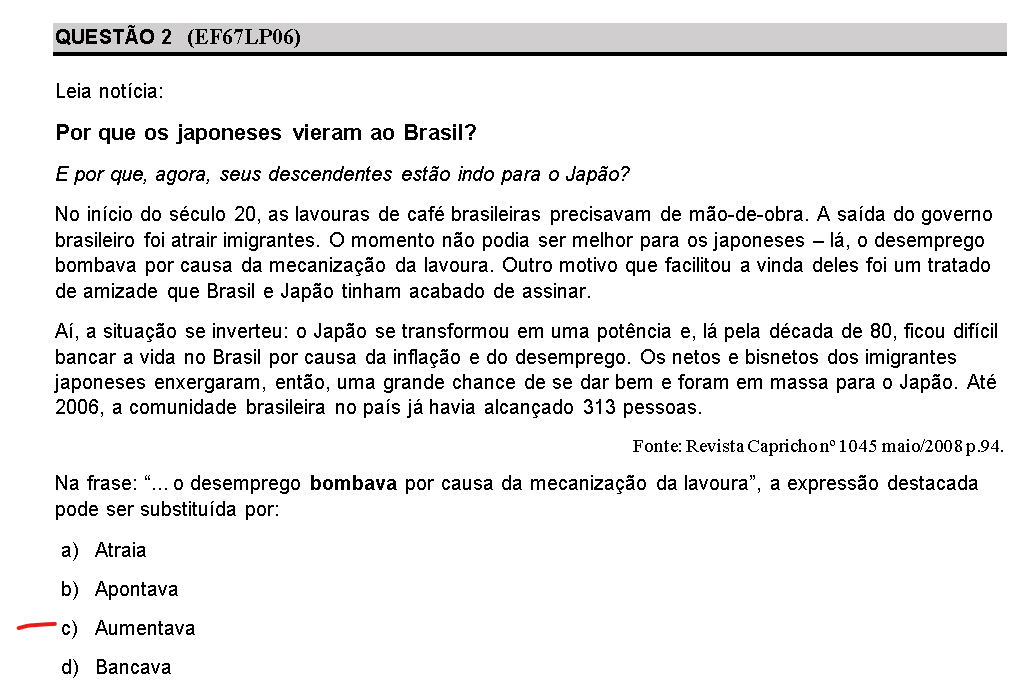 QUESTÃO 2 (EF67LP06)
Leia notícia:
Por que os japoneses vieram ao Brasil?
E por que, agora, seus descendentes estão indo para o Japão?
No início do século 20, as lavouras de café brasileiras precisavam de mão-de-obra. A saída do governo
brasileiro foi atrair imigrantes. O momento não podia ser melhor para os japoneses – lá, o desemprego
bombava por causa da mecanização da lavoura. Outro motivo que facilitou a vinda deles foi um tratado
de amizade que Brasil e Japão tinham acabado de assinar.
Aí, a situação se inverteu: o Japão se transformou em uma potência e, lá pela década de 80, ficou difícil
bancar a vida no Brasil por causa da inflação e do desemprego. Os netos e bisnetos dos imigrantes
japoneses enxergaram, então, uma grande chance de se dar bem e foram em massa para o Japão. Até
2006, a comunidade brasileira no país já havia alcançado 313 pessoas.
Fonte: Revista Capricho nº 1045 maio/2008 p.94.
Na frase: “... o desemprego bombava por causa da mecanização da lavoura”, a expressão destacada
pode ser substituída por:
a) Atraia
b) Apontava
c) Aumentava
d) Bancava